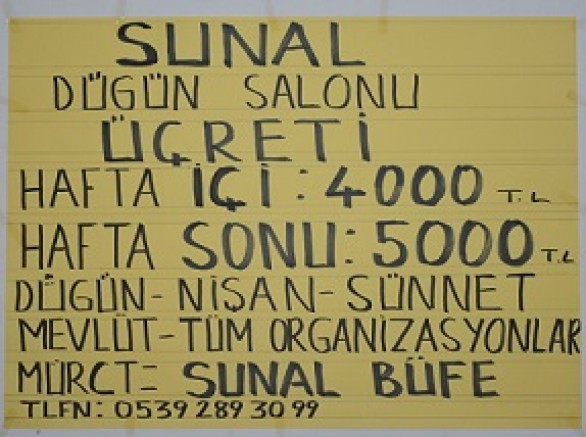 SUNAL
DÜGÜN SALONU
ÜÇRETİ
HAFTA İÇİ: 4000 T.L
HAFTA SONU: 5000 T.L
DÜGÜN-NİŞAN-SÜNNET
MEVLÜT-TÜM ORGANİZASYONLAR
MÜRCT= SUNAL BÜFE
TLFN: 0539 289 30 99